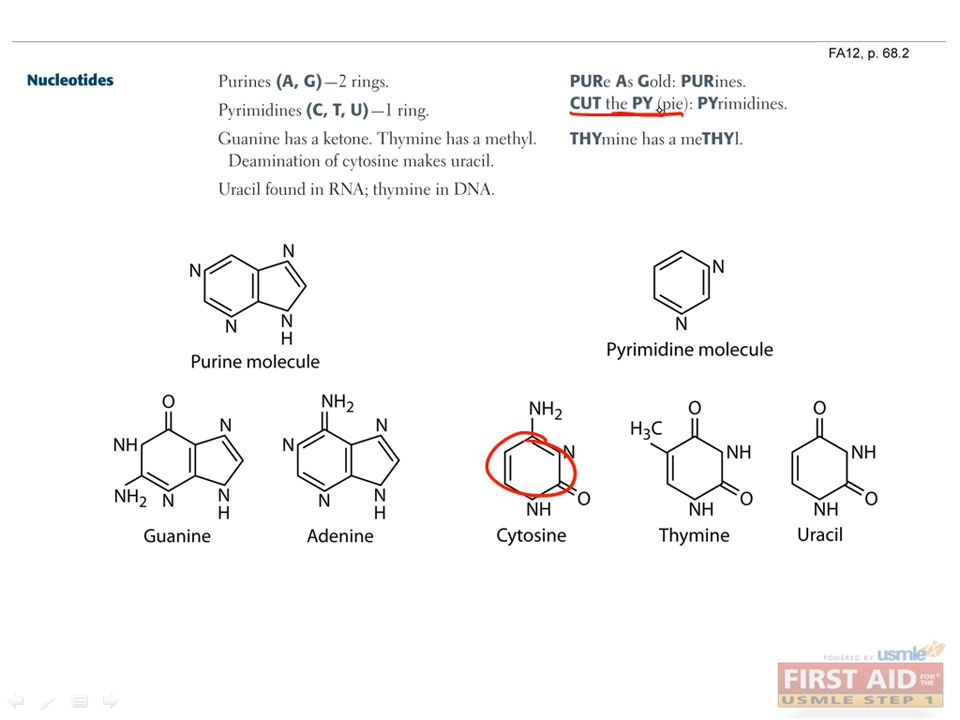 FA12, p. 68.2
Nucleotides
Purines (A, G)—2 rings.
Pyrimidines (C, T, U)—1 ring.
Guanine has a ketone. Thymine has a methyl.
Deamination of cytosine makes uracil.
Uracil found in RNA; thymine in DNA.
PURe As Gold: PURines.
CUT the PY (pie): PYrimidines.
THYmine has a meTHYl.
N
N
N
N
H
Purine molecule
N
N
Pyrimidine molecule
O
N
NH
NH2
N
N
H
Guanine
NH2
N
N
N
N
H
Adenine
NH2
N
O
NH
Cytosine
O
H3C
NH
O
NH
Thymine
O
NH
O
NH
Uracil
POWERED BY usmle
FIRST AID FOR THE
USMLE STEP 1